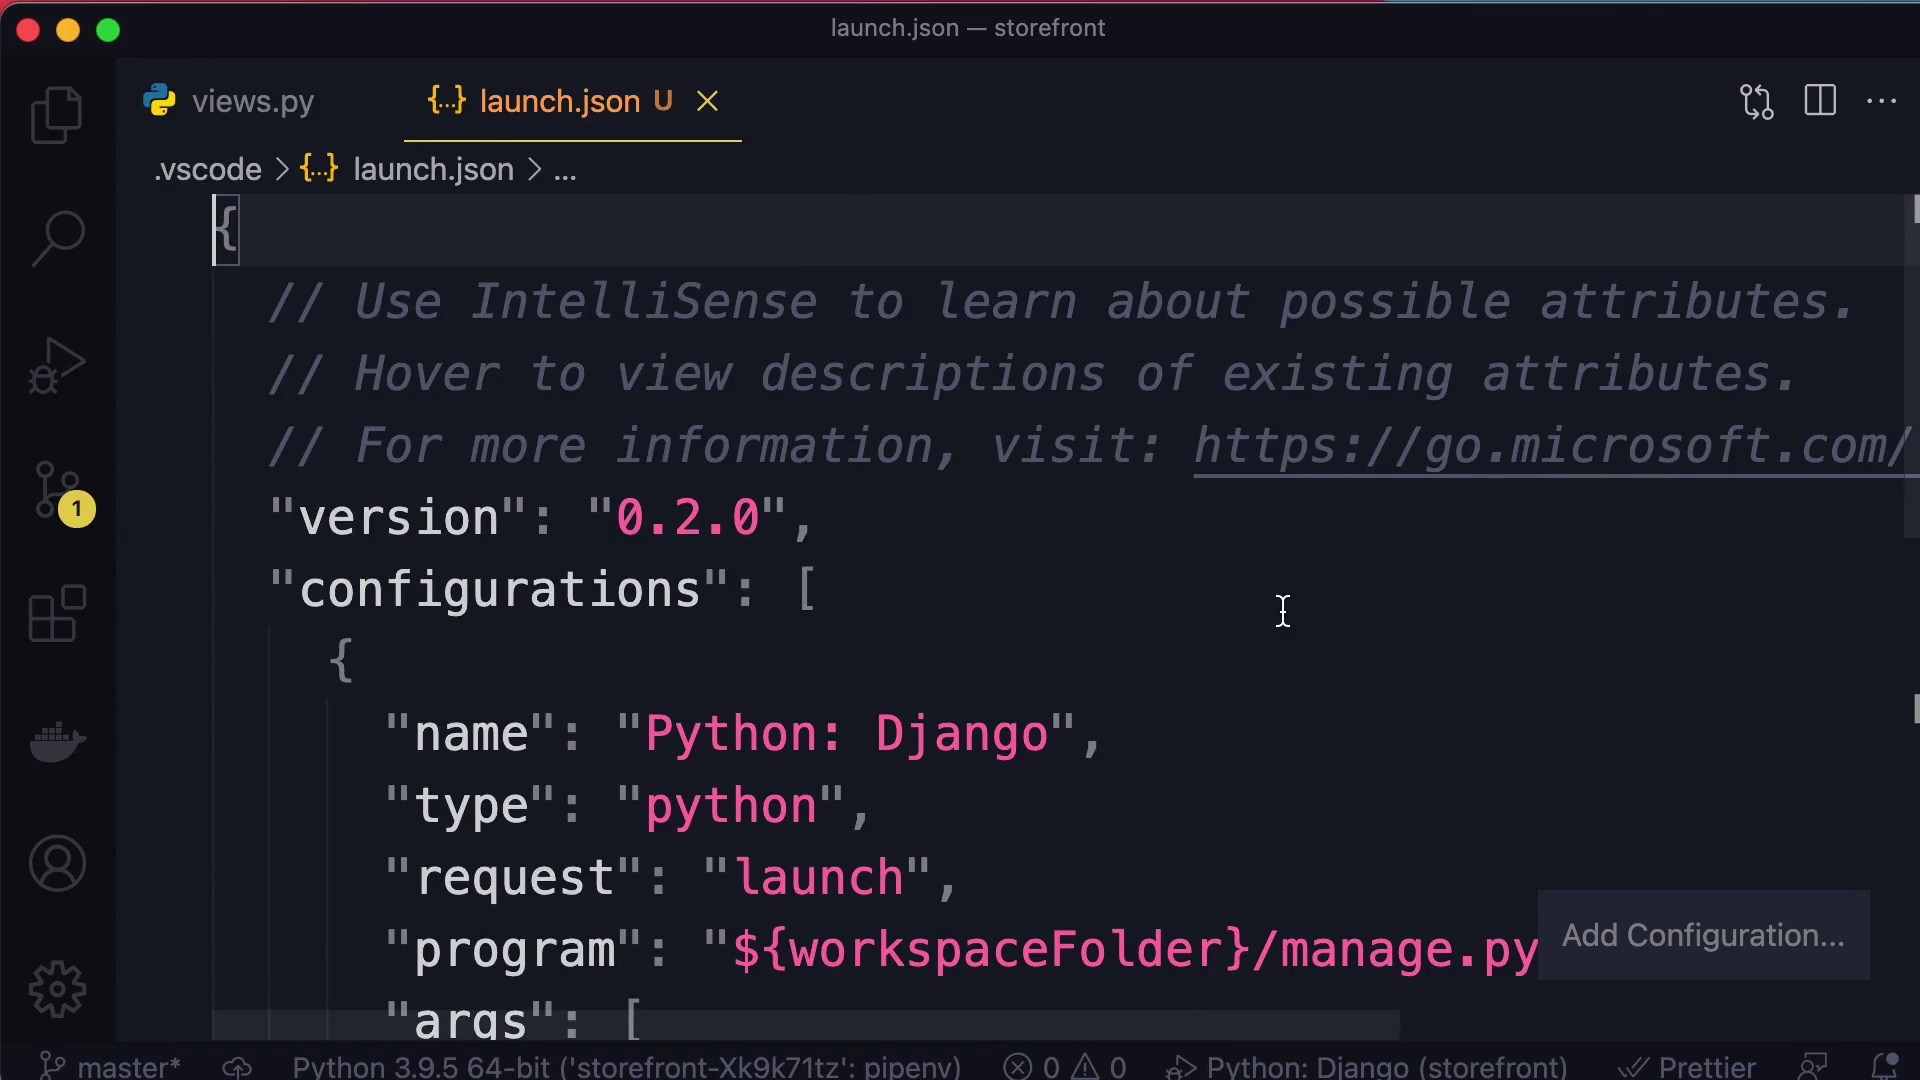 launch.json — storefront
views.py
{...} launch.json U
.vscode > {...} launch.json > ...
{
// Use IntelliSense to learn about possible attributes.
// Hover to view descriptions of existing attributes.
// For more information, visit: https://go.microsoft.com/
"version": "0.2.0",
"configurations": [
1
{
"name": "Python: Django",
"type": "python",
"request": "launch",
"program": "${workspaceFolder}/manage.py
Add Configuration...
"args": [
master* Python 3.9.5 64-bit ('storefront-Xk9k71tz': pipenv) 0 0 Python: Django (storefront) Prettier